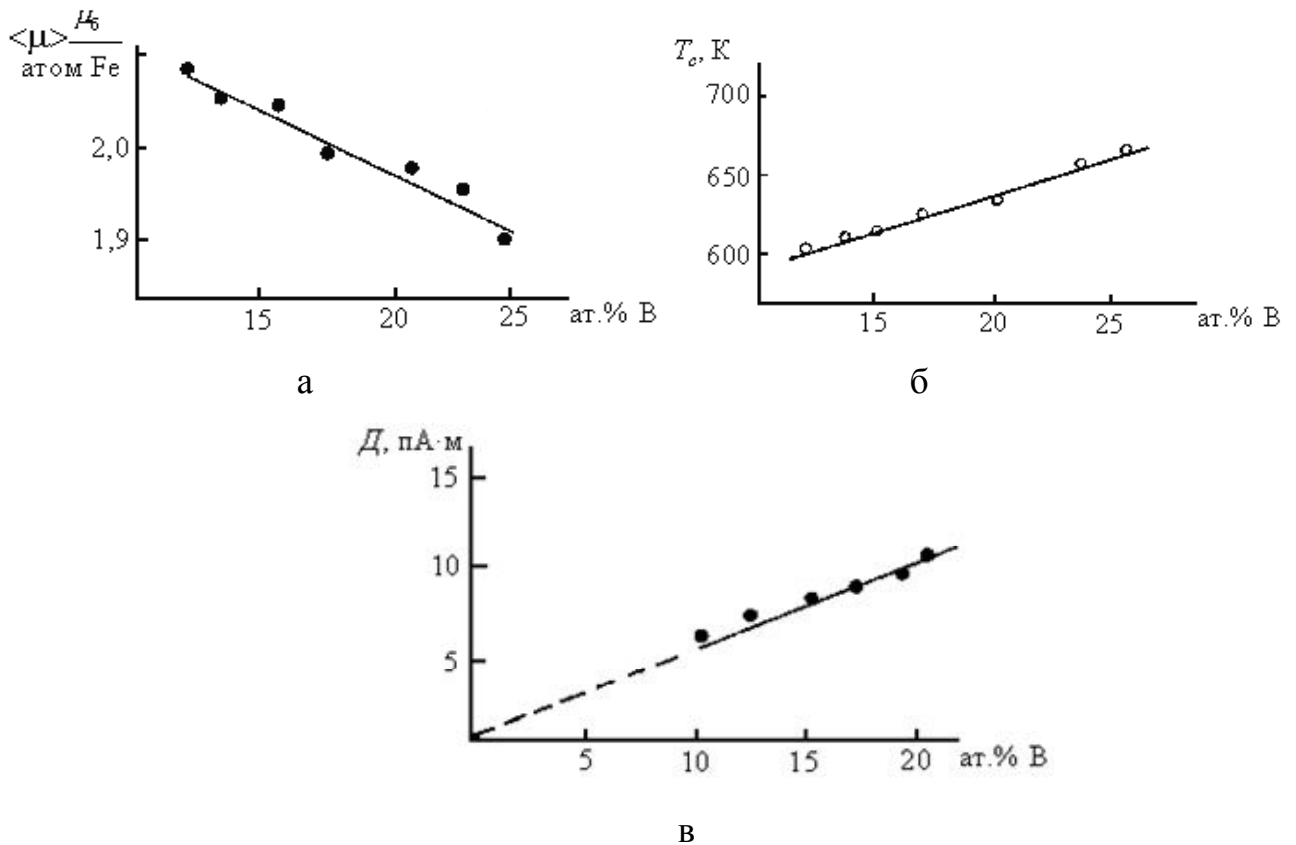 <μ> μб
атом Fe
2,0
1,9
15 20 25 ат.% В
а
Tc, К
700
650
600
15 20 25 ат.% В
б
Д, пА·м
15
10
5
5 10 15 20 ат.% В
в